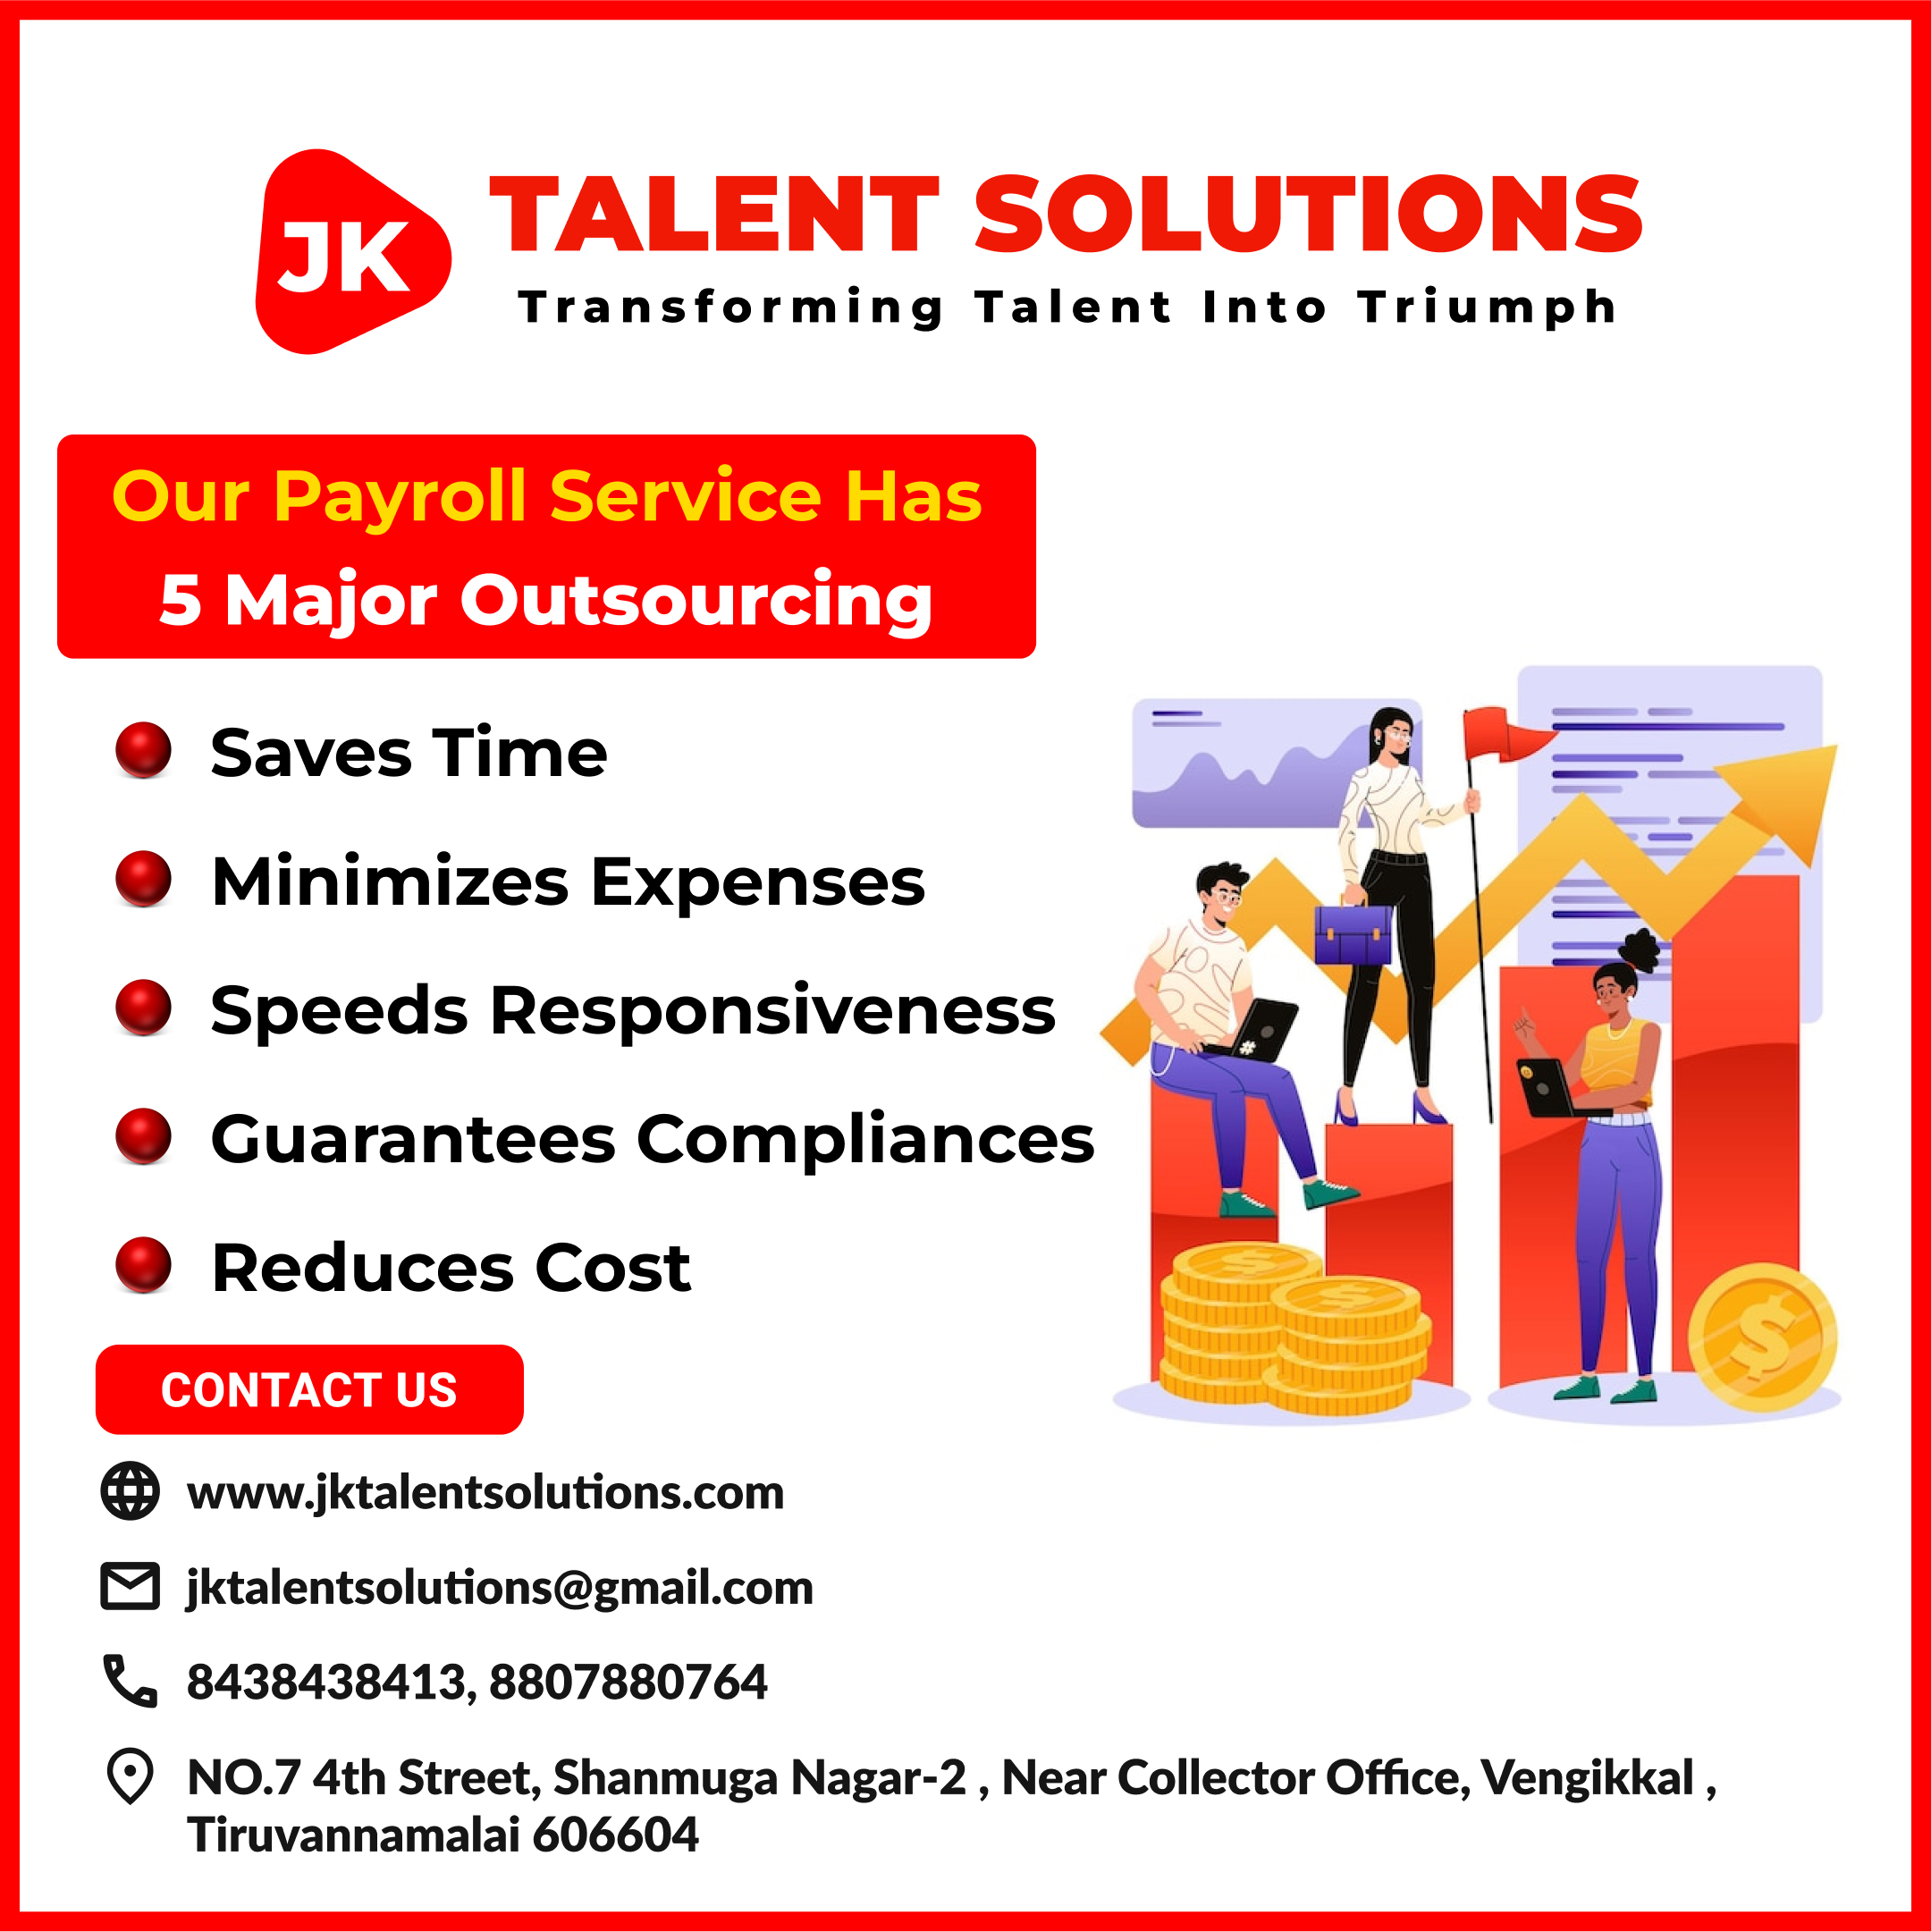 JK
TALENT SOLUTIONS
Transforming Talent Into Triumph
Our Payroll Service Has
5 Major Outsourcing
Saves Time
Minimizes Expenses
Speeds Responsiveness
Guarantees Compliances
Reduces Cost
CONTACT US
www.jktalentsolutions.com
jktalentsolutions@gmail.com
8438438413, 8807880764
NO.7 4th Street, Shanmuga Nagar-2 , Near Collector Office, Vengikkal ,
Tiruvannamalai 606604